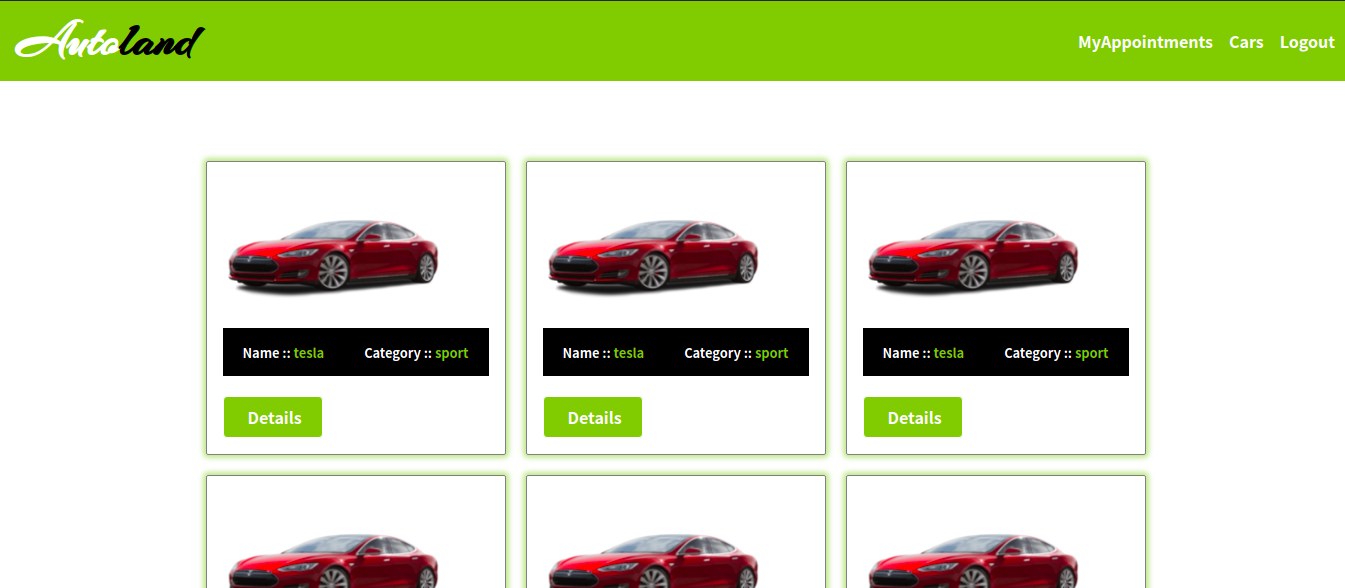 Autoland
MyAppointments Cars Logout
Name :: tesla Category :: sport
Name :: tesla Category :: sport
Name :: tesla Category :: sport
Details
Details
Details